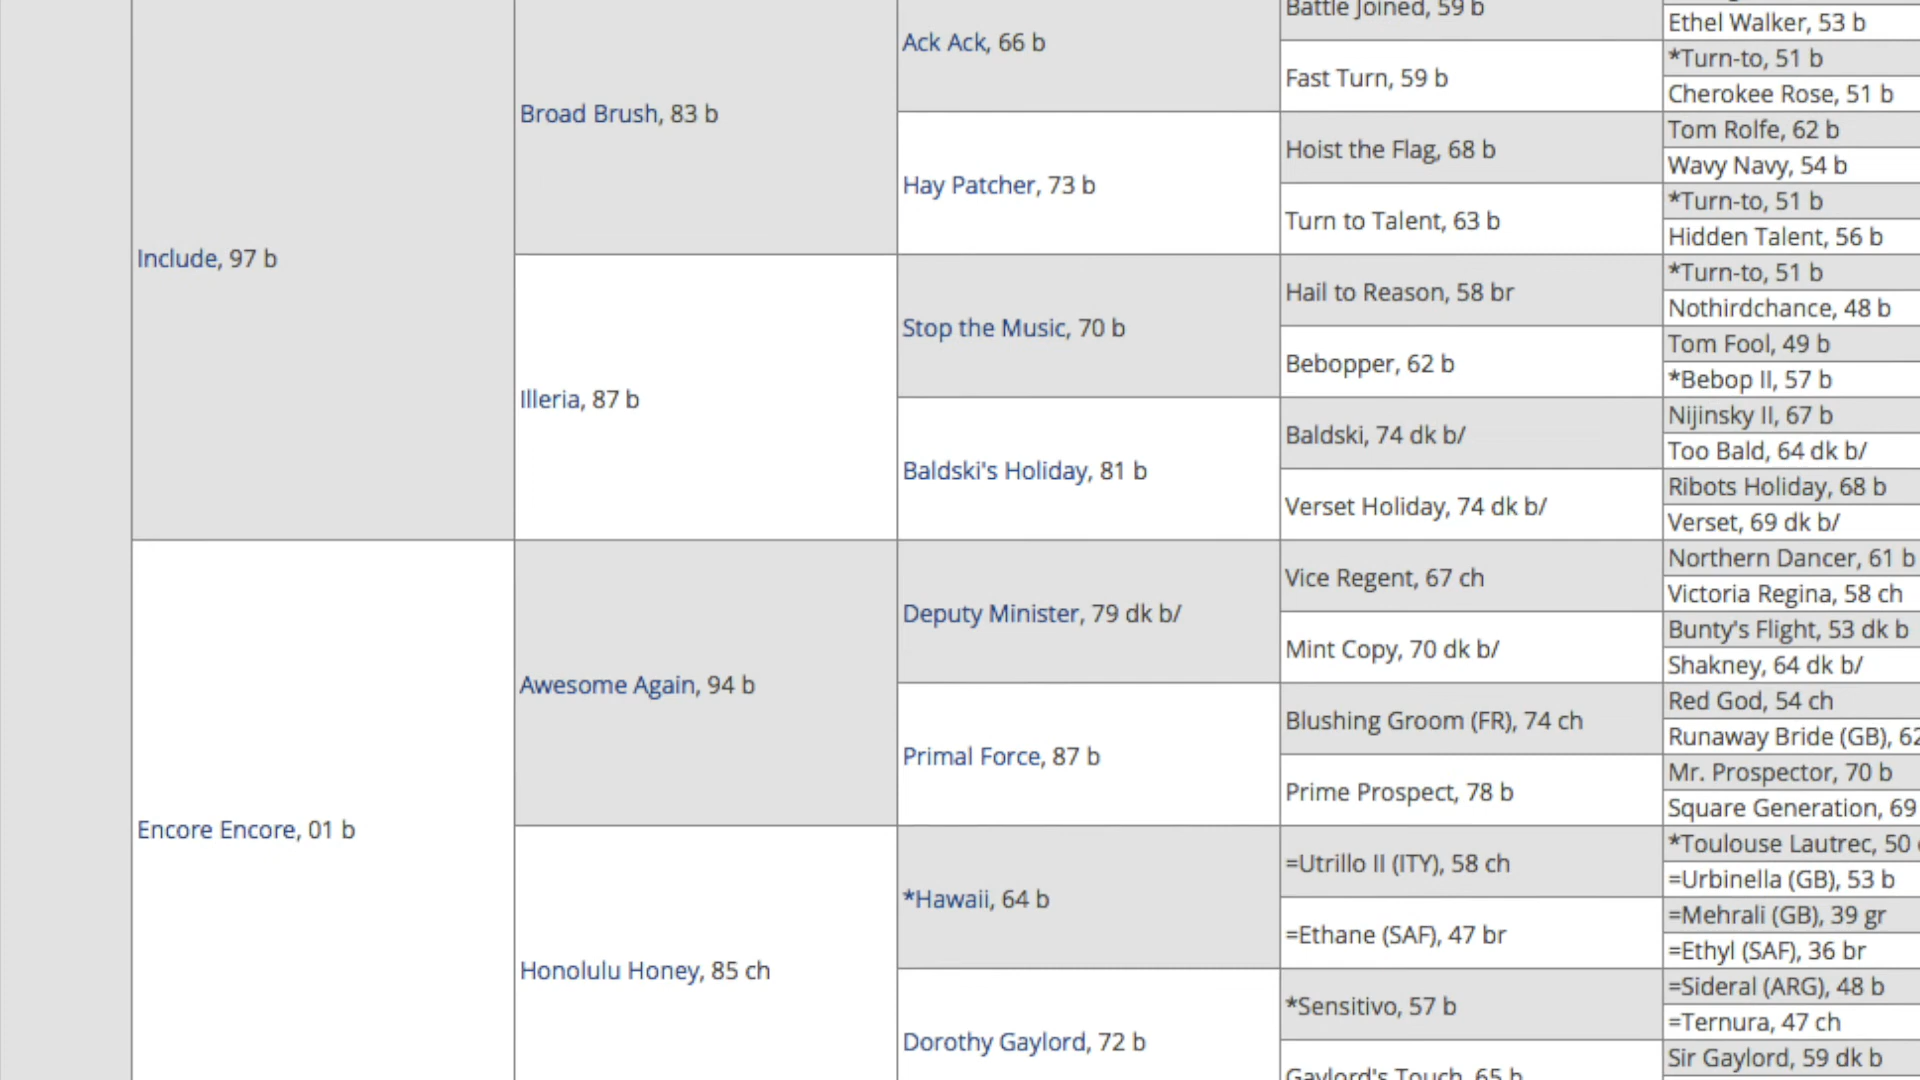 Include, 97 b
Encore Encore, 01 b
Broad Brush, 83 b
Illeria, 87 b
Awesome Again, 94 b
Honolulu Honey, 85 ch
Ack Ack, 66 b
Hay Patcher, 73 b
Stop the Music, 70 b
Baldski's Holiday, 81 b
Deputy Minister, 79 dk b/
Primal Force, 87 b
*Hawaii, 64 b
Dorothy Gaylord, 72 b
Battle Joined, 59 b
Fast Turn, 59 b
Hoist the Flag, 68 b
Turn to Talent, 63 b
Hail to Reason, 58 br
Bebopper, 62 b
Baldski, 74 dk b/
Verset Holiday, 74 dk b/
Vice Regent, 67 ch
Mint Copy, 70 dk b/
Blushing Groom (FR), 74 ch
Prime Prospect, 78 b
=Utrillo II (ITY), 58 ch
=Ethane (SAF), 47 br
*Sensitivo, 57 b
Gaylord's Touch, 65 b
Ethel Walker, 53 b
*Turn-to, 51 b
Cherokee Rose, 51 b
Tom Rolfe, 62 b
Wavy Navy, 54 b
*Turn-to, 51 b
Hidden Talent, 56 b
*Turn-to, 51 b
Nothirdchance, 48 b
Tom Fool, 49 b
*Bebop II, 57 b
Nijinsky II, 67 b
Too Bald, 64 dk b/
Ribots Holiday, 68 b
Verset, 69 dk b/
Northern Dancer, 61 b
Victoria Regina, 58 ch
Bunty's Flight, 53 dk b
Shakney, 64 dk b/
Red God, 54 ch
Runaway Bride (GB), 62
Mr. Prospector, 70 b
Square Generation, 69
*Toulouse Lautrec, 50
=Urbinella (GB), 53 b
=Mehrali (GB), 39 gr
=Ethyl (SAF), 36 br
=Sideral (ARG), 48 b
=Ternura, 47 ch
Sir Gaylord, 59 dk b